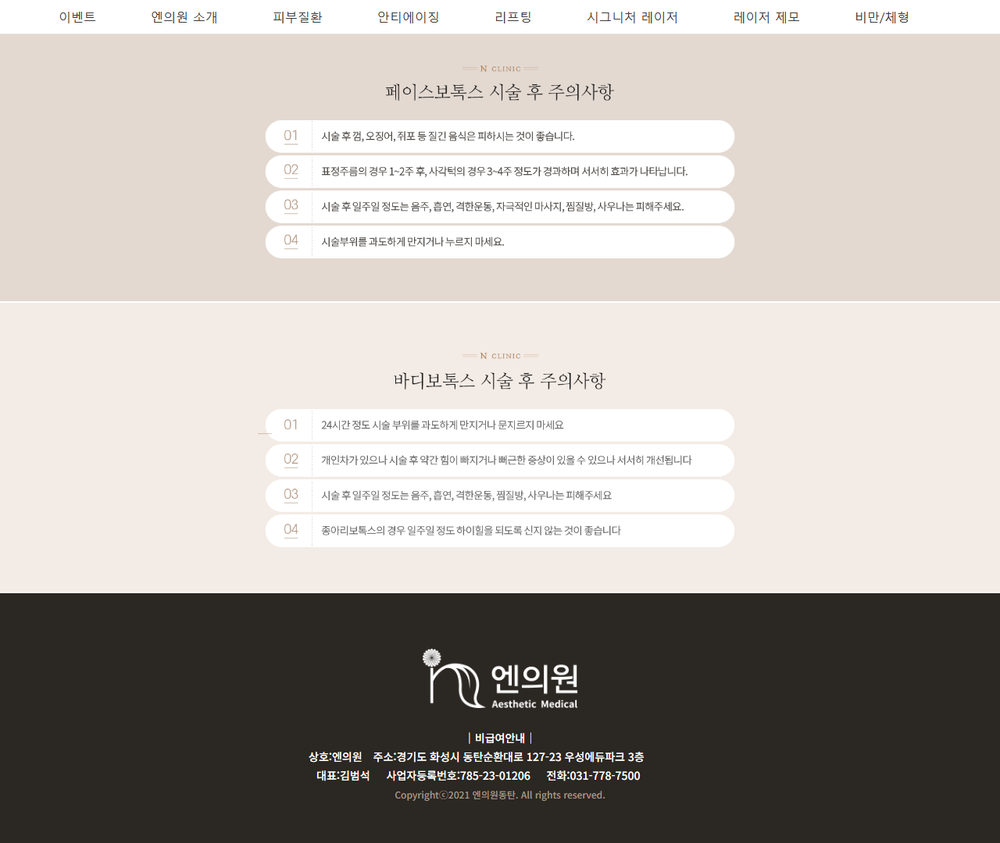 이벤트 엔의원 소개 피부질환 안티에이징 리프팅 시그니처 레이저 레이저 제모 비만/체형
N CLINIC
페이스보톡스 시술 후 주의사항
01 시술 후 껌, 오징어, 쥐포 등 질긴 음식은 피하시는 것이 좋습니다.
02 표정주름의 경우 1~2주 후, 사각턱의 경우 3~4주 정도가 경과하며 서서히 효과가 나타납니다.
03 시술 후 일주일 정도는 음주, 흡연, 격한운동, 자극적인 마사지, 찜질방, 사우나는 피해주세요.
04 시술부위를 과도하게 만지거나 누르지 마세요.
N CLINIC
바디보톡스 시술 후 주의사항
01 24시간 정도 시술 부위를 과도하게 만지거나 문지르지 마세요
02 개인차가 있으나 시술 후 약간 힘이 빠지거나 뻐근한 증상이 있을 수 있으나 서서히 개선됩니다
03 시술 후 일주일 정도는 음주, 흡연, 격한운동, 찜질방, 사우나는 피해주세요
04 종아리보톡스의 경우 일주일 정도 하이힐을 되도록 신지 않는 것이 좋습니다
엔의원
Aesthetic Medical
| 비급여안내 |
상호:엔의원 주소:경기도 화성시 동탄순환대로 127-23 우성에듀파크 3층
대표:김범석 사업자등록번호:785-23-01206 전화:031-778-7500
Copyrightⓒ2021 엔의원동탄. All rights reserved.